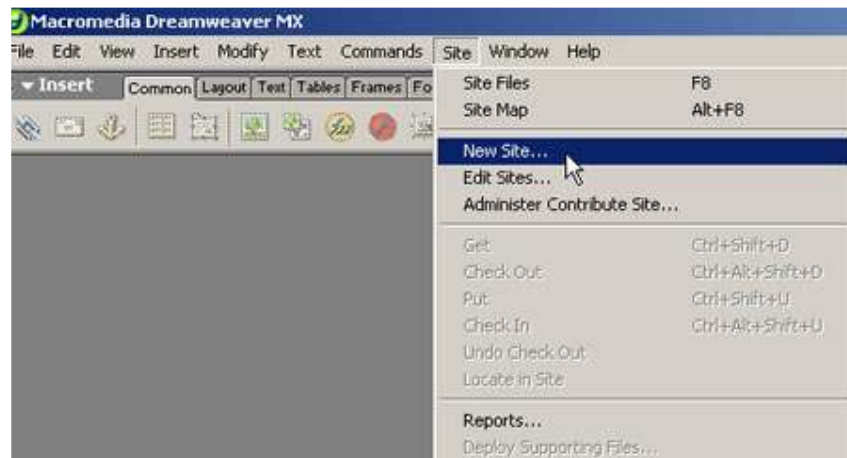 Macromedia Dreamweaver MX
File Edit View Insert Modify Text Commands Site Window Help
Insert Common Layout Text Tables Frames Fo
Site Files F8
Site Map Alt+F8
New Site...
Edit Sites...
Administer Contribute Site...
Get Ctrl+Shift+D
Check Out Ctrl+Alt+Shift+D
Put Ctrl+Shift+U
Check In Ctrl+Alt+Shift+U
Undo Check Out
Locate in Site
Reports...
Deploy Supporting Files...